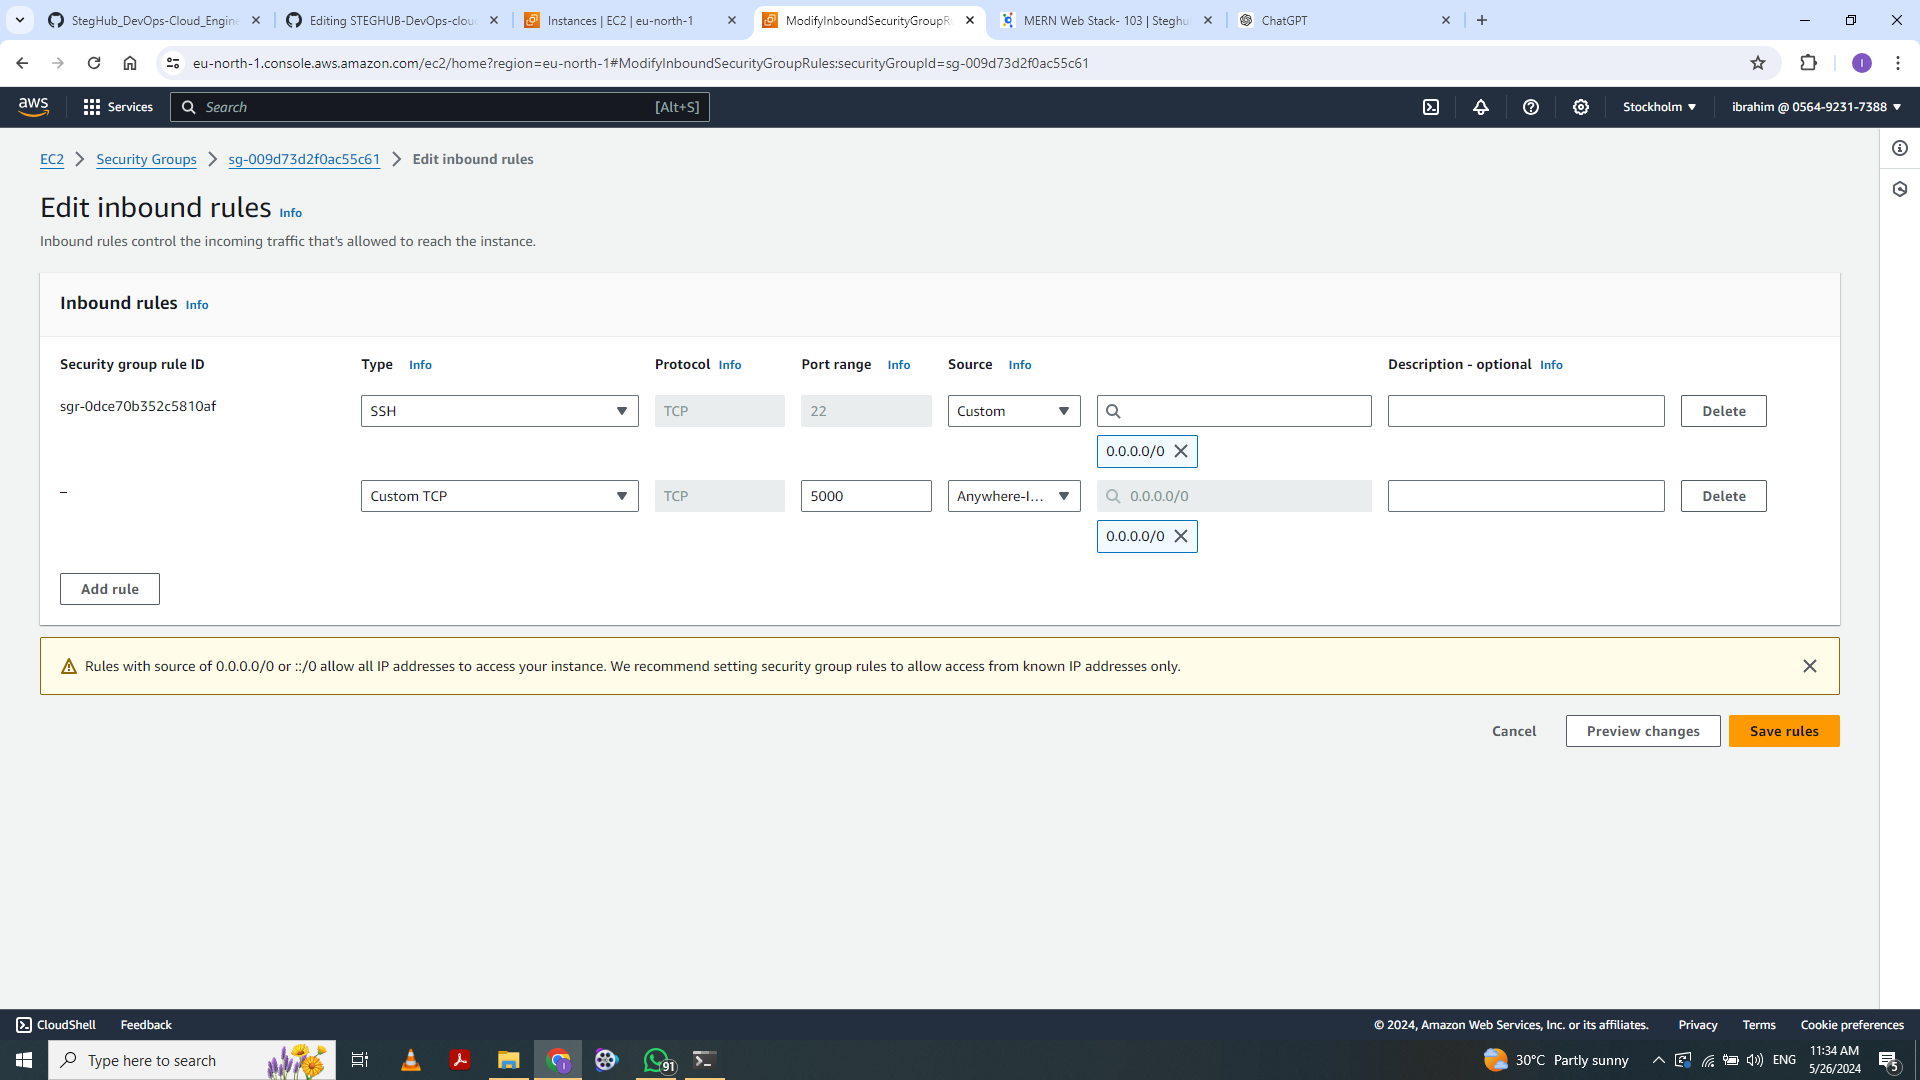 StegHub_DevOps-Cloud_Engine
Editing STEGHUB-DevOps-clou
Instances | EC2 | eu-north-1
ModifyInboundSecurityGroupRu
MERN Web Stack- 103 | Steghu
ChatGPT
eu-north-1.console.aws.amazon.com/ec2/home?region=eu-north-1#ModifyInboundSecurityGroupRules:securityGroupId=sg-009d73d2f0ac55c61
I
aws
Services
Search
[Alt+S]
Stockholm
ibrahim @ 0564-9231-7388
EC2
Security Groups
sg-009d73d2f0ac55c61
Edit inbound rules
Edit inbound rules Info
Inbound rules control the incoming traffic that's allowed to reach the instance.
Inbound rules Info
Security group rule ID
Type Info
Protocol Info
Port range Info
Source Info
Description - optional Info
sgr-0dce70b352c5810af
SSH
TCP
22
Custom
Delete
0.0.0.0/0
–
Custom TCP
TCP
5000
Anywhere-I...
0.0.0.0/0
Delete
0.0.0.0/0
Add rule
Rules with source of 0.0.0.0/0 or ::/0 allow all IP addresses to access your instance. We recommend setting security group rules to allow access from known IP addresses only.
Cancel
Preview changes
Save rules
CloudShell
Feedback
© 2024, Amazon Web Services, Inc. or its affiliates.
Privacy
Terms
Cookie preferences
Type here to search
91
30°C Partly sunny
ENG
11:34 AM
5/26/2024
5